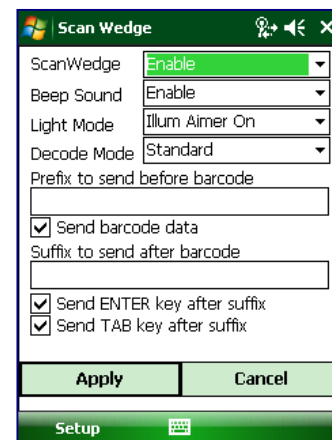 Scan Wedge
ScanWedge Enable
Beep Sound Enable
Light Mode Illum Aimer On
Decode Mode Standard
Prefix to send before barcode
Send barcode data
Suffix to send after barcode
Send ENTER key after suffix
Send TAB key after suffix
Apply Cancel
Setup